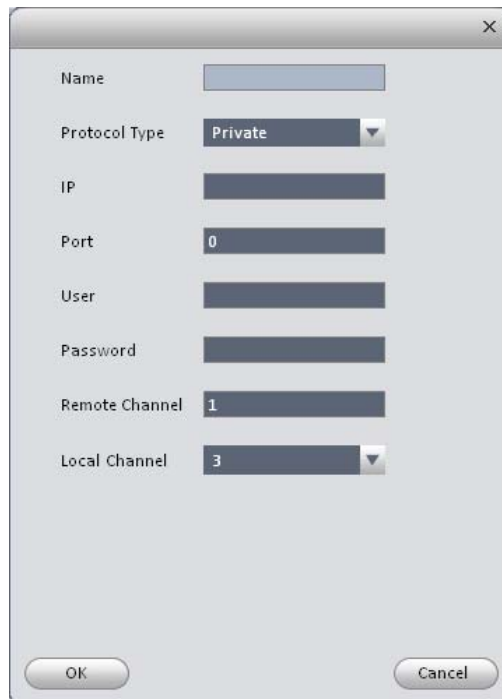 Name
Protocol Type Private
IP
Port 0
User
Password
Remote Channel 1
Local Channel 3
OK Cancel